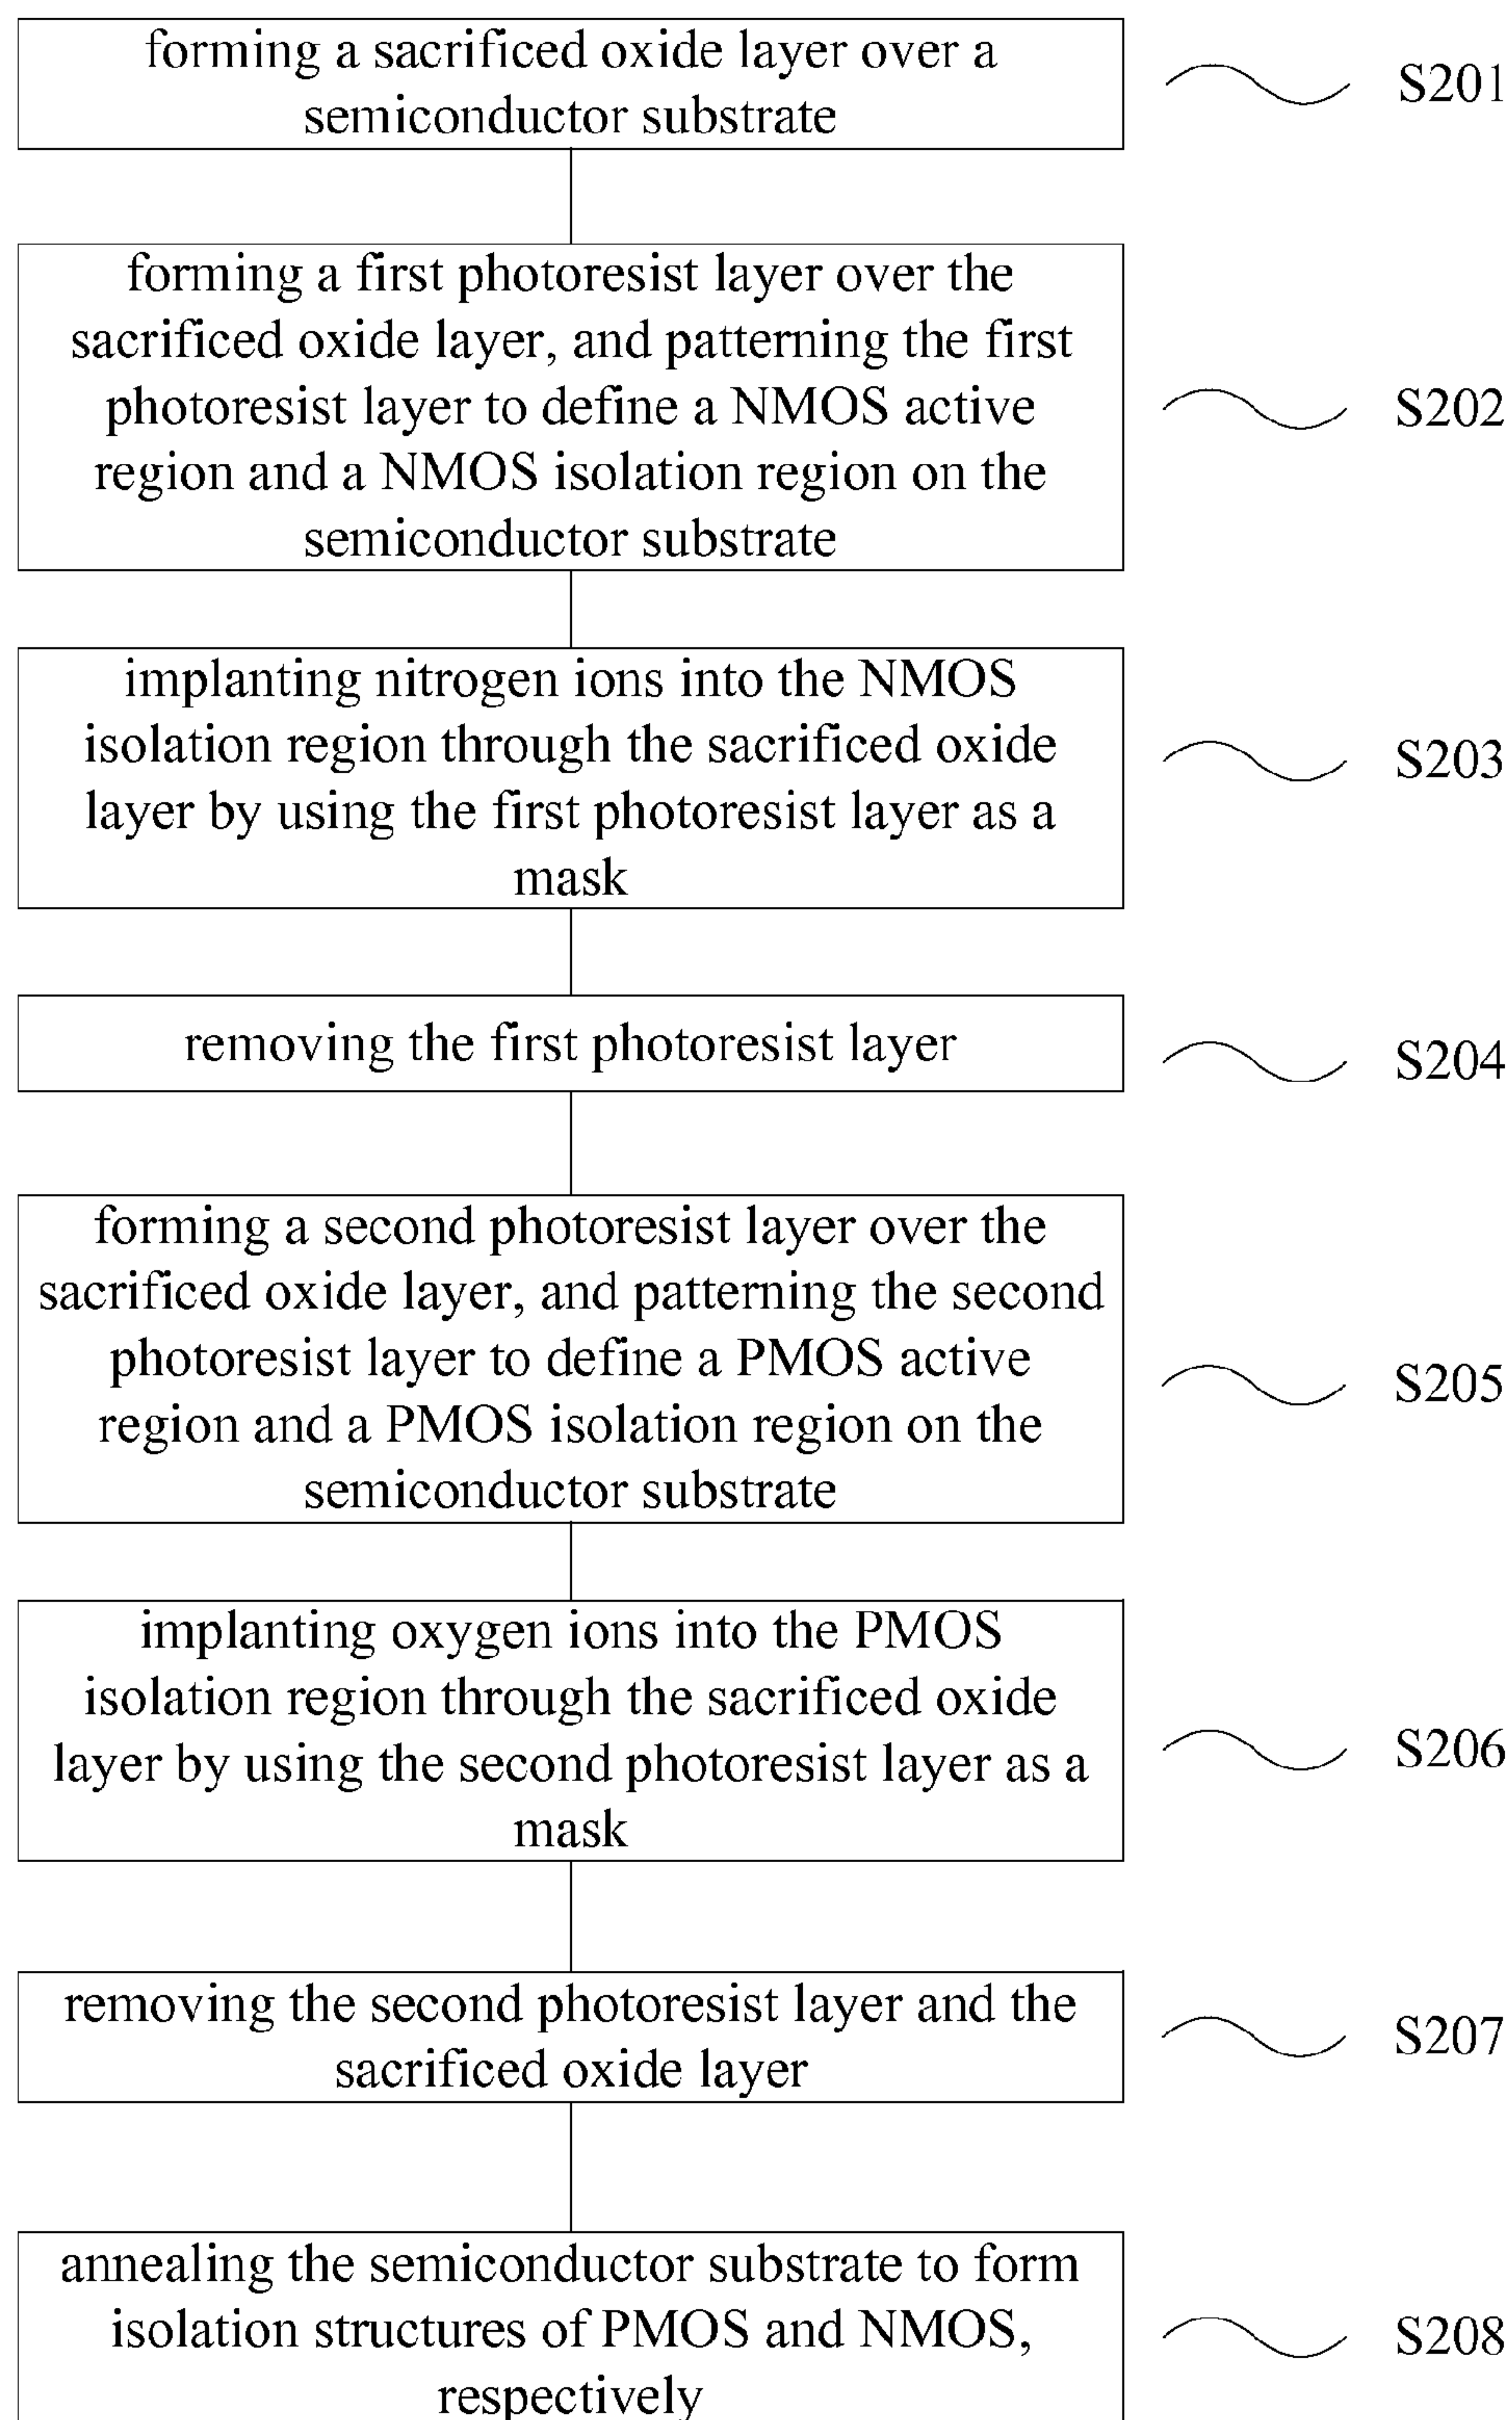 forming a sacrificed oxide layer over a
semiconductor substrate
S201
forming a first photoresist layer over the
sacrificed oxide layer, and patterning the first
photoresist layer to define a NMOS active
region and a NMOS isolation region on the
semiconductor substrate
S202
implanting nitrogen ions into the NMOS
isolation region through the sacrificed oxide
layer by using the first photoresist layer as a
mask
S203
removing the first photoresist layer
S204
forming a second photoresist layer over the
sacrificed oxide layer, and patterning the second
photoresist layer to define a PMOS active
region and a PMOS isolation region on the
semiconductor substrate
S205
implanting oxygen ions into the PMOS
isolation region through the sacrificed oxide
layer by using the second photoresist layer as a
mask
S206
removing the second photoresist layer and the
sacrificed oxide layer
S207
annealing the semiconductor substrate to form
isolation structures of PMOS and NMOS,
respectively
S208